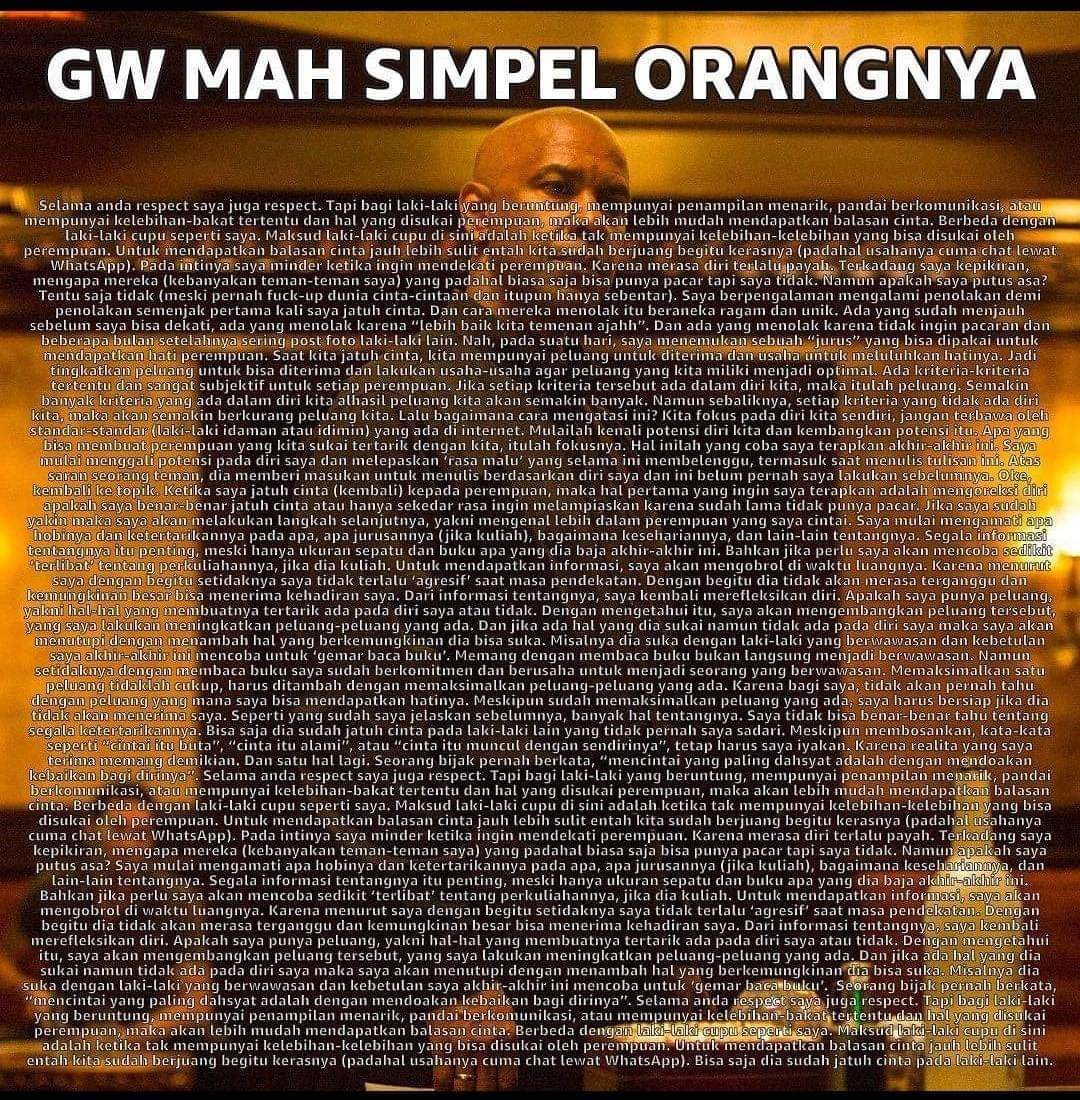 GW MAH SIMPEL ORANGNYA
Selama anda respect saya juga respect. Tapi bagi laki-laki yang beruntung, mempunyai penampilan menarik, pandai berkomunikasi, atau
mempunyai kelebihan-bakat tertentu dan hal yang disukai perempuan, maka akan lebih mudah mendapatkan balasan cinta. Berbeda dengan
laki-laki cupu seperti saya. Maksud laki-laki cupu di sini adalah ketika tak mempunyai kelebihan-kelebihan yang bisa disukai oleh
perempuan. Untuk mendapatkan balasan cinta jauh lebih sulit entah kita sudah berjuang begitu kerasnya (padahal usahanya cuma chat lewat
WhatsApp). Pada intinya saya minder ketika ingin mendekati perempuan. Karena merasa diri terlalu payah. Terkadang saya kepikiran,
mengapa mereka (kebanyakan teman-teman saya) yang padahal biasa saja bisa punya pacar tapi saya tidak. Namun apakah saya putus asa?
Tentu saja tidak (meski pernah fuck-up dunia cinta-cintaan dan itupun hanya sebentar). Saya berpengalaman mengalami penolakan demi
penolakan semenjak pertama kali saya jatuh cinta. Dan cara mereka menolak itu beraneka ragam dan unik. Ada yang sudah menjauh
sebelum saya bisa dekati, ada yang menolak karena “lebih baik kita temenan ajahh”. Dan ada yang menolak karena tidak ingin pacaran dan
beberapa bulan setelahnya sering post foto laki-laki lain. Nah, pada suatu hari, saya menemukan sebuah “jurus” yang bisa dipakai untuk
mendapatkan hati perempuan. Saat kita jatuh cinta, kita mempunyai peluang untuk diterima dan usaha untuk meluluhkan hatinya. Jadi
tingkatkan peluang untuk bisa diterima dan lakukan usaha-usaha agar peluang yang kita miliki menjadi optimal. Ada kriteria-kriteria
tertentu dan sangat subjektif untuk setiap perempuan. Jika setiap kriteria tersebut ada dalam diri kita, maka itulah peluang. Semakin
banyak kriteria yang ada dalam diri kita alhasil peluang kita akan semakin banyak. Namun sebaliknya, setiap kriteria yang tidak ada diri
kita, maka akan semakin berkurang peluang kita. Lalu bagaimana cara mengatasi ini? Kita fokus pada diri kita sendiri, jangan terbawa oleh
standar-standar (laki-laki idaman atau idimin) yang ada di internet. Mulailah kenali potensi diri kita dan kembangkan potensi itu. Apa yang
bisa membuat perempuan yang kita sukai tertarik dengan kita, itulah fokusnya. Hal inilah yang coba saya terapkan akhir-akhir ini. Saya
mulai menggali potensi pada diri saya dan melepaskan ‘rasa malu’ yang selama ini membelenggu, termasuk saat menulis tulisan ini. Atas
saran seorang teman, dia memberi masukan untuk menulis berdasarkan diri saya dan ini belum pernah saya lakukan sebelumnya. Oke,
kembali ke topik. Ketika saya jatuh cinta (kembali) kepada perempuan, maka hal pertama yang ingin saya terapkan adalah mengoreksi diri
apakah saya benar-benar jatuh cinta atau hanya sekedar rasa ingin melampiaskan karena sudah lama tidak punya pacar. Jika saya sudah
yakin maka saya akan melakukan langkah selanjutnya, yakni mengenal lebih dalam perempuan yang saya cintai. Saya mulai mengamati apa
hobinya dan ketertarikannya pada apa, apa jurusannya (jika kuliah), bagaimana kesehariannya, dan lain-lain tentangnya. Segala informasi
tentangnya itu penting, meski hanya ukuran sepatu dan buku apa yang dia baja akhir-akhir ini. Bahkan jika perlu saya akan mencoba sedikit
‘terlibat’ tentang perkuliahannya, jika dia kuliah. Untuk mendapatkan informasi, saya akan mengobrol di waktu luangnya. Karena menurut
saya dengan begitu setidaknya saya tidak terlalu ‘agresif’ saat masa pendekatan. Dengan begitu dia tidak akan merasa terganggu dan
kemungkinan besar bisa menerima kehadiran saya. Dari informasi tentangnya, saya kembali merefleksikan diri. Apakah saya punya peluang,
yakni hal-hal yang membuatnya tertarik ada pada diri saya atau tidak. Dengan mengetahui itu, saya akan mengembangkan peluang tersebut,
yang saya lakukan meningkatkan peluang-peluang yang ada. Dan jika ada hal yang dia sukai namun tidak ada pada diri saya maka saya akan
menutupi dengan menambah hal yang berkemungkinan dia bisa suka. Misalnya dia suka dengan laki-laki yang berwawasan dan kebetulan
saya akhir-akhir ini mencoba untuk ‘gemar baca buku’. Memang dengan membaca buku bukan langsung menjadi berwawasan. Namun
setidaknya dengan membaca buku saya sudah berkomitmen dan berusaha untuk menjadi seorang yang berwawasan. Memaksimalkan satu
peluang tidaklah cukup, harus ditambah dengan memaksimalkan peluang-peluang yang ada. Karena bagi saya, tidak akan pernah tahu
dengan peluang yang mana saya bisa mendapatkan hatinya. Meskipun sudah memaksimalkan peluang yang ada, saya harus bersiap jika dia
tidak akan menerima saya. Seperti yang sudah saya jelaskan sebelumnya, banyak hal tentangnya. Saya tidak bisa benar-benar tahu tentang
segala ketertarikannya. Bisa saja dia sudah jatuh cinta pada laki-laki lain yang tidak pernah saya sadari. Meskipun membosankan, kata-kata
seperti “cintai itu buta”, “cinta itu alami”, atau “cinta itu muncul dengan sendirinya”, tetap harus saya iyakan. Karena realita yang saya
terima memang demikian. Dan satu hal lagi. Seorang bijak pernah berkata, “mencintai yang paling dahsyat adalah dengan mendoakan
kebaikan bagi dirinya”. Selama anda respect saya juga respect. Tapi bagi laki-laki yang beruntung, mempunyai penampilan menarik, pandai
berkomunikasi, atau mempunyai kelebihan-bakat tertentu dan hal yang disukai perempuan, maka akan lebih mudah mendapatkan balasan
cinta. Berbeda dengan laki-laki cupu seperti saya. Maksud laki-laki cupu di sini adalah ketika tak mempunyai kelebihan-kelebihan yang bisa
disukai oleh perempuan. Untuk mendapatkan balasan cinta jauh lebih sulit entah kita sudah berjuang begitu kerasnya (padahal usahanya
cuma chat lewat WhatsApp). Pada intinya saya minder ketika ingin mendekati perempuan. Karena merasa diri terlalu payah. Terkadang saya
kepikiran, mengapa mereka (kebanyakan teman-teman saya) yang padahal biasa saja bisa punya pacar tapi saya tidak. Namun apakah saya
putus asa? Saya mulai mengamati apa hobinya dan ketertarikannya pada apa, apa jurusannya (jika kuliah), bagaimana kesehariannya, dan
lain-lain tentangnya. Segala informasi tentangnya itu penting, meski hanya ukuran sepatu dan buku apa yang dia baja akhir-akhir ini.
Bahkan jika perlu saya akan mencoba sedikit ‘terlibat’ tentang perkuliahannya, jika dia kuliah. Untuk mendapatkan informasi, saya akan
mengobrol di waktu luangnya. Karena menurut saya dengan begitu setidaknya saya tidak terlalu ‘agresif’ saat masa pendekatan. Dengan
begitu dia tidak akan merasa terganggu dan kemungkinan besar bisa menerima kehadiran saya. Dari informasi tentangnya, saya kembali
merefleksikan diri. Apakah saya punya peluang, yakni hal-hal yang membuatnya tertarik ada pada diri saya atau tidak. Dengan mengetahui
itu, saya akan mengembangkan peluang tersebut, yang saya lakukan meningkatkan peluang-peluang yang ada. Dan jika ada hal yang dia
sukai namun tidak ada pada diri saya maka saya akan menutupi dengan menambah hal yang berkemungkinan dia bisa suka. Misalnya dia
suka dengan laki-laki yang berwawasan dan kebetulan saya akhir-akhir ini mencoba untuk ‘gemar baca buku’. Seorang bijak pernah berkata,
“mencintai yang paling dahsyat adalah dengan mendoakan kebaikan bagi dirinya”. Selama anda respect saya juga respect. Tapi bagi laki-laki
yang beruntung, mempunyai penampilan menarik, pandai berkomunikasi, atau mempunyai kelebihan-bakat tertentu dan hal yang disukai
perempuan, maka akan lebih mudah mendapatkan balasan cinta. Berbeda dengan laki-laki cupu seperti saya. Maksud laki-laki cupu di sini
adalah ketika tak mempunyai kelebihan-kelebihan yang bisa disukai oleh perempuan. Untuk mendapatkan balasan cinta jauh lebih sulit
entah kita sudah berjuang begitu kerasnya (padahal usahanya cuma chat lewat WhatsApp). Bisa saja dia sudah jatuh cinta pada laki-laki lain.